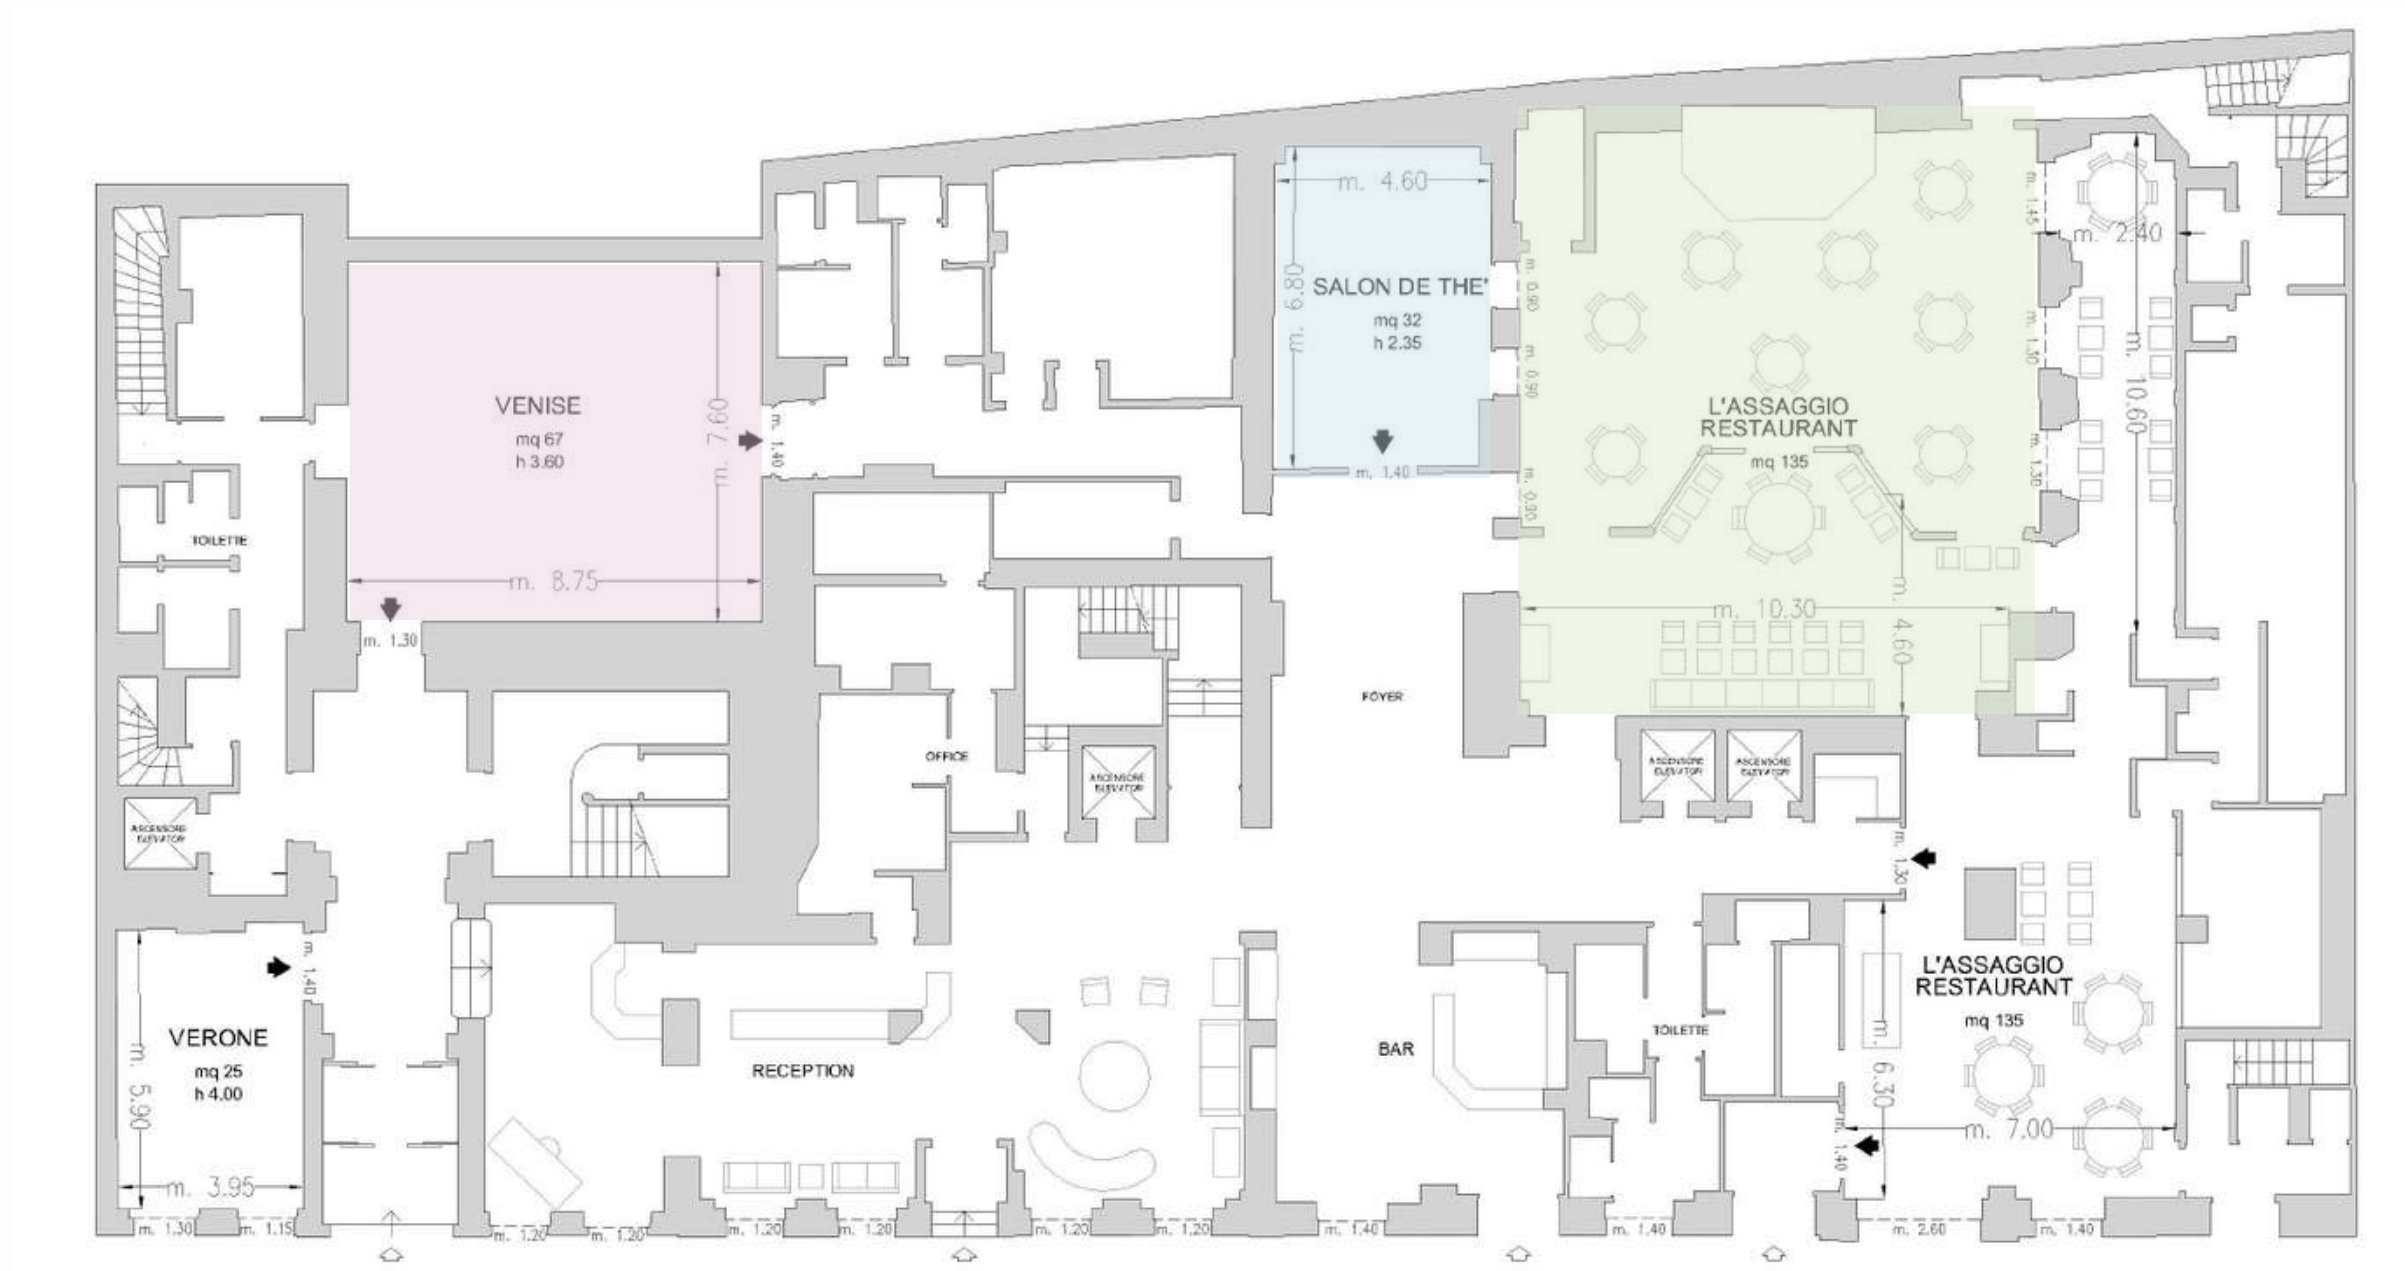 m. 4.60
m. 6.80
SALON DE THE'
mq 32
h 2.35
m. 1.40
m. 0.90
m. 0.90
m. 0.90
L'ASSAGGIO
RESTAURANT
mq 135
m. 10.30
m. 4.60
m. 1.45
m. 1.30
m. 1.30
m. 2.40
m. 10.60
VENISE
mq 67
h 3.60
m. 7.60
m. 1.40
m. 8.75
m. 1.30
TOILETTE
ASCENSORE
ELEVATOR
OFFICE
ASCENSORE
ELEVATOR
FOYER
ASCENSORE
ELEVATOR
ASCENSORE
ELEVATOR
m. 1.30
VERONE
mq 25
h 4.00
m. 1.40
m. 5.90
m. 3.95
RECEPTION
BAR
TOILETTE
L'ASSAGGIO
RESTAURANT
mq 135
m. 6.30
m. 7.00
m. 1.40
m. 1.30
m. 1.15
m. 1.20
m. 1.20
m. 1.20
m. 1.20
m. 1.20
m. 1.20
m. 1.40
m. 1.40
m. 2.60
m. 1.40